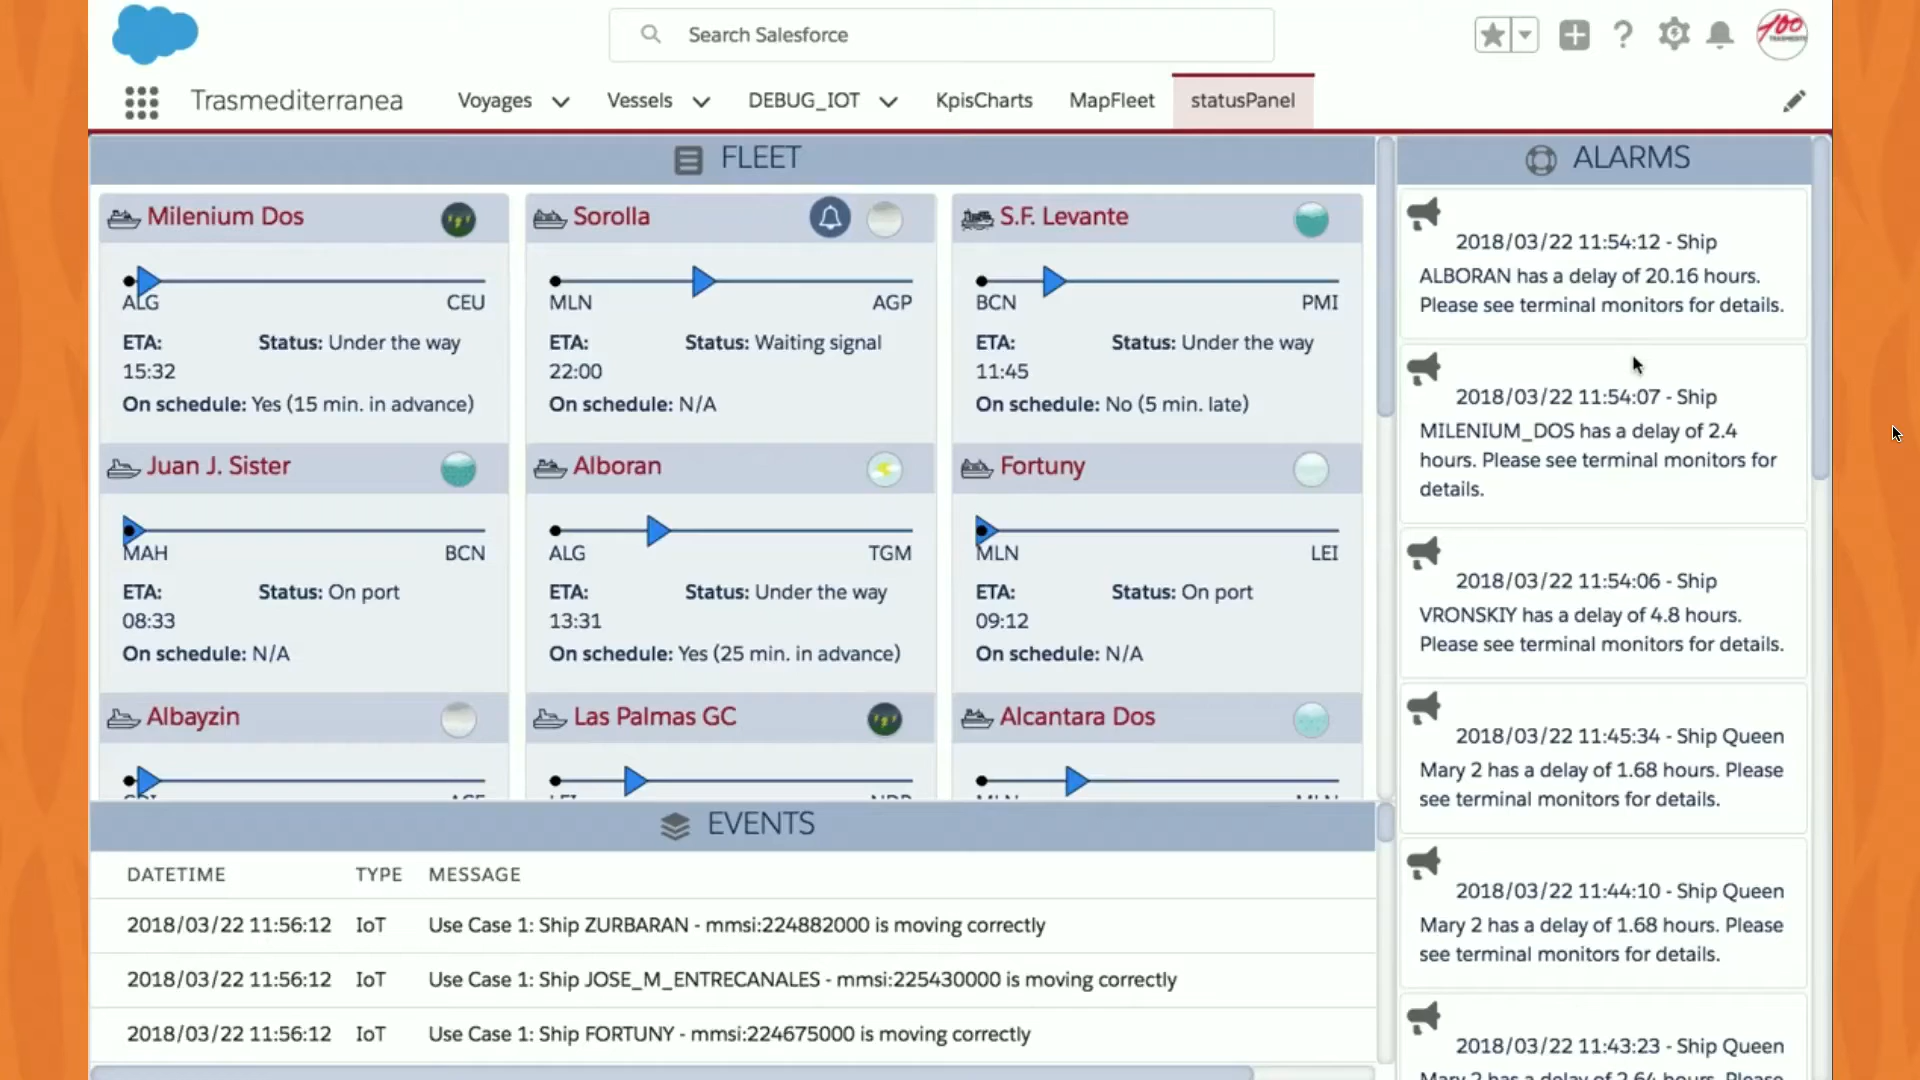 Search Salesforce
100
Trasmediterranea
Voyages
Vessels
DEBUG_IOT
KpisCharts
MapFleet
statusPanel
FLEET
Milenium Dos
ALG CEU
ETA: Status: Under the way
15:32
On schedule: Yes (15 min. in advance)
Sorolla
MLN AGP
ETA: Status: Waiting signal
22:00
On schedule: N/A
S.F. Levante
BCN PMI
ETA: Status: Under the way
11:45
On schedule: No (5 min. late)
Juan J. Sister
MAH BCN
ETA: Status: On port
08:33
On schedule: N/A
Alboran
ALG TGM
ETA: Status: Under the way
13:31
On schedule: Yes (25 min. in advance)
Fortuny
MLN LEI
ETA: Status: On port
09:12
On schedule: N/A
Albayzin
Las Palmas GC
Alcantara Dos
EVENTS
DATETIME TYPE MESSAGE
2018/03/22 11:56:12 IoT Use Case 1: Ship ZURBARAN - mmsi:224882000 is moving correctly
2018/03/22 11:56:12 IoT Use Case 1: Ship JOSE_M_ENTRECANALES - mmsi:225430000 is moving correctly
2018/03/22 11:56:12 IoT Use Case 1: Ship FORTUNY - mmsi:224675000 is moving correctly
ALARMS
2018/03/22 11:54:12 - Ship
ALBORAN has a delay of 20.16 hours.
Please see terminal monitors for details.
2018/03/22 11:54:07 - Ship
MILENIUM_DOS has a delay of 2.4
hours. Please see terminal monitors for
details.
2018/03/22 11:54:06 - Ship
VRONSKIY has a delay of 4.8 hours.
Please see terminal monitors for details.
2018/03/22 11:45:34 - Ship Queen
Mary 2 has a delay of 1.68 hours. Please
see terminal monitors for details.
2018/03/22 11:44:10 - Ship Queen
Mary 2 has a delay of 1.68 hours. Please
see terminal monitors for details.
2018/03/22 11:43:23 - Ship Queen
Mary 2 has a delay of 2.64 hours. Please